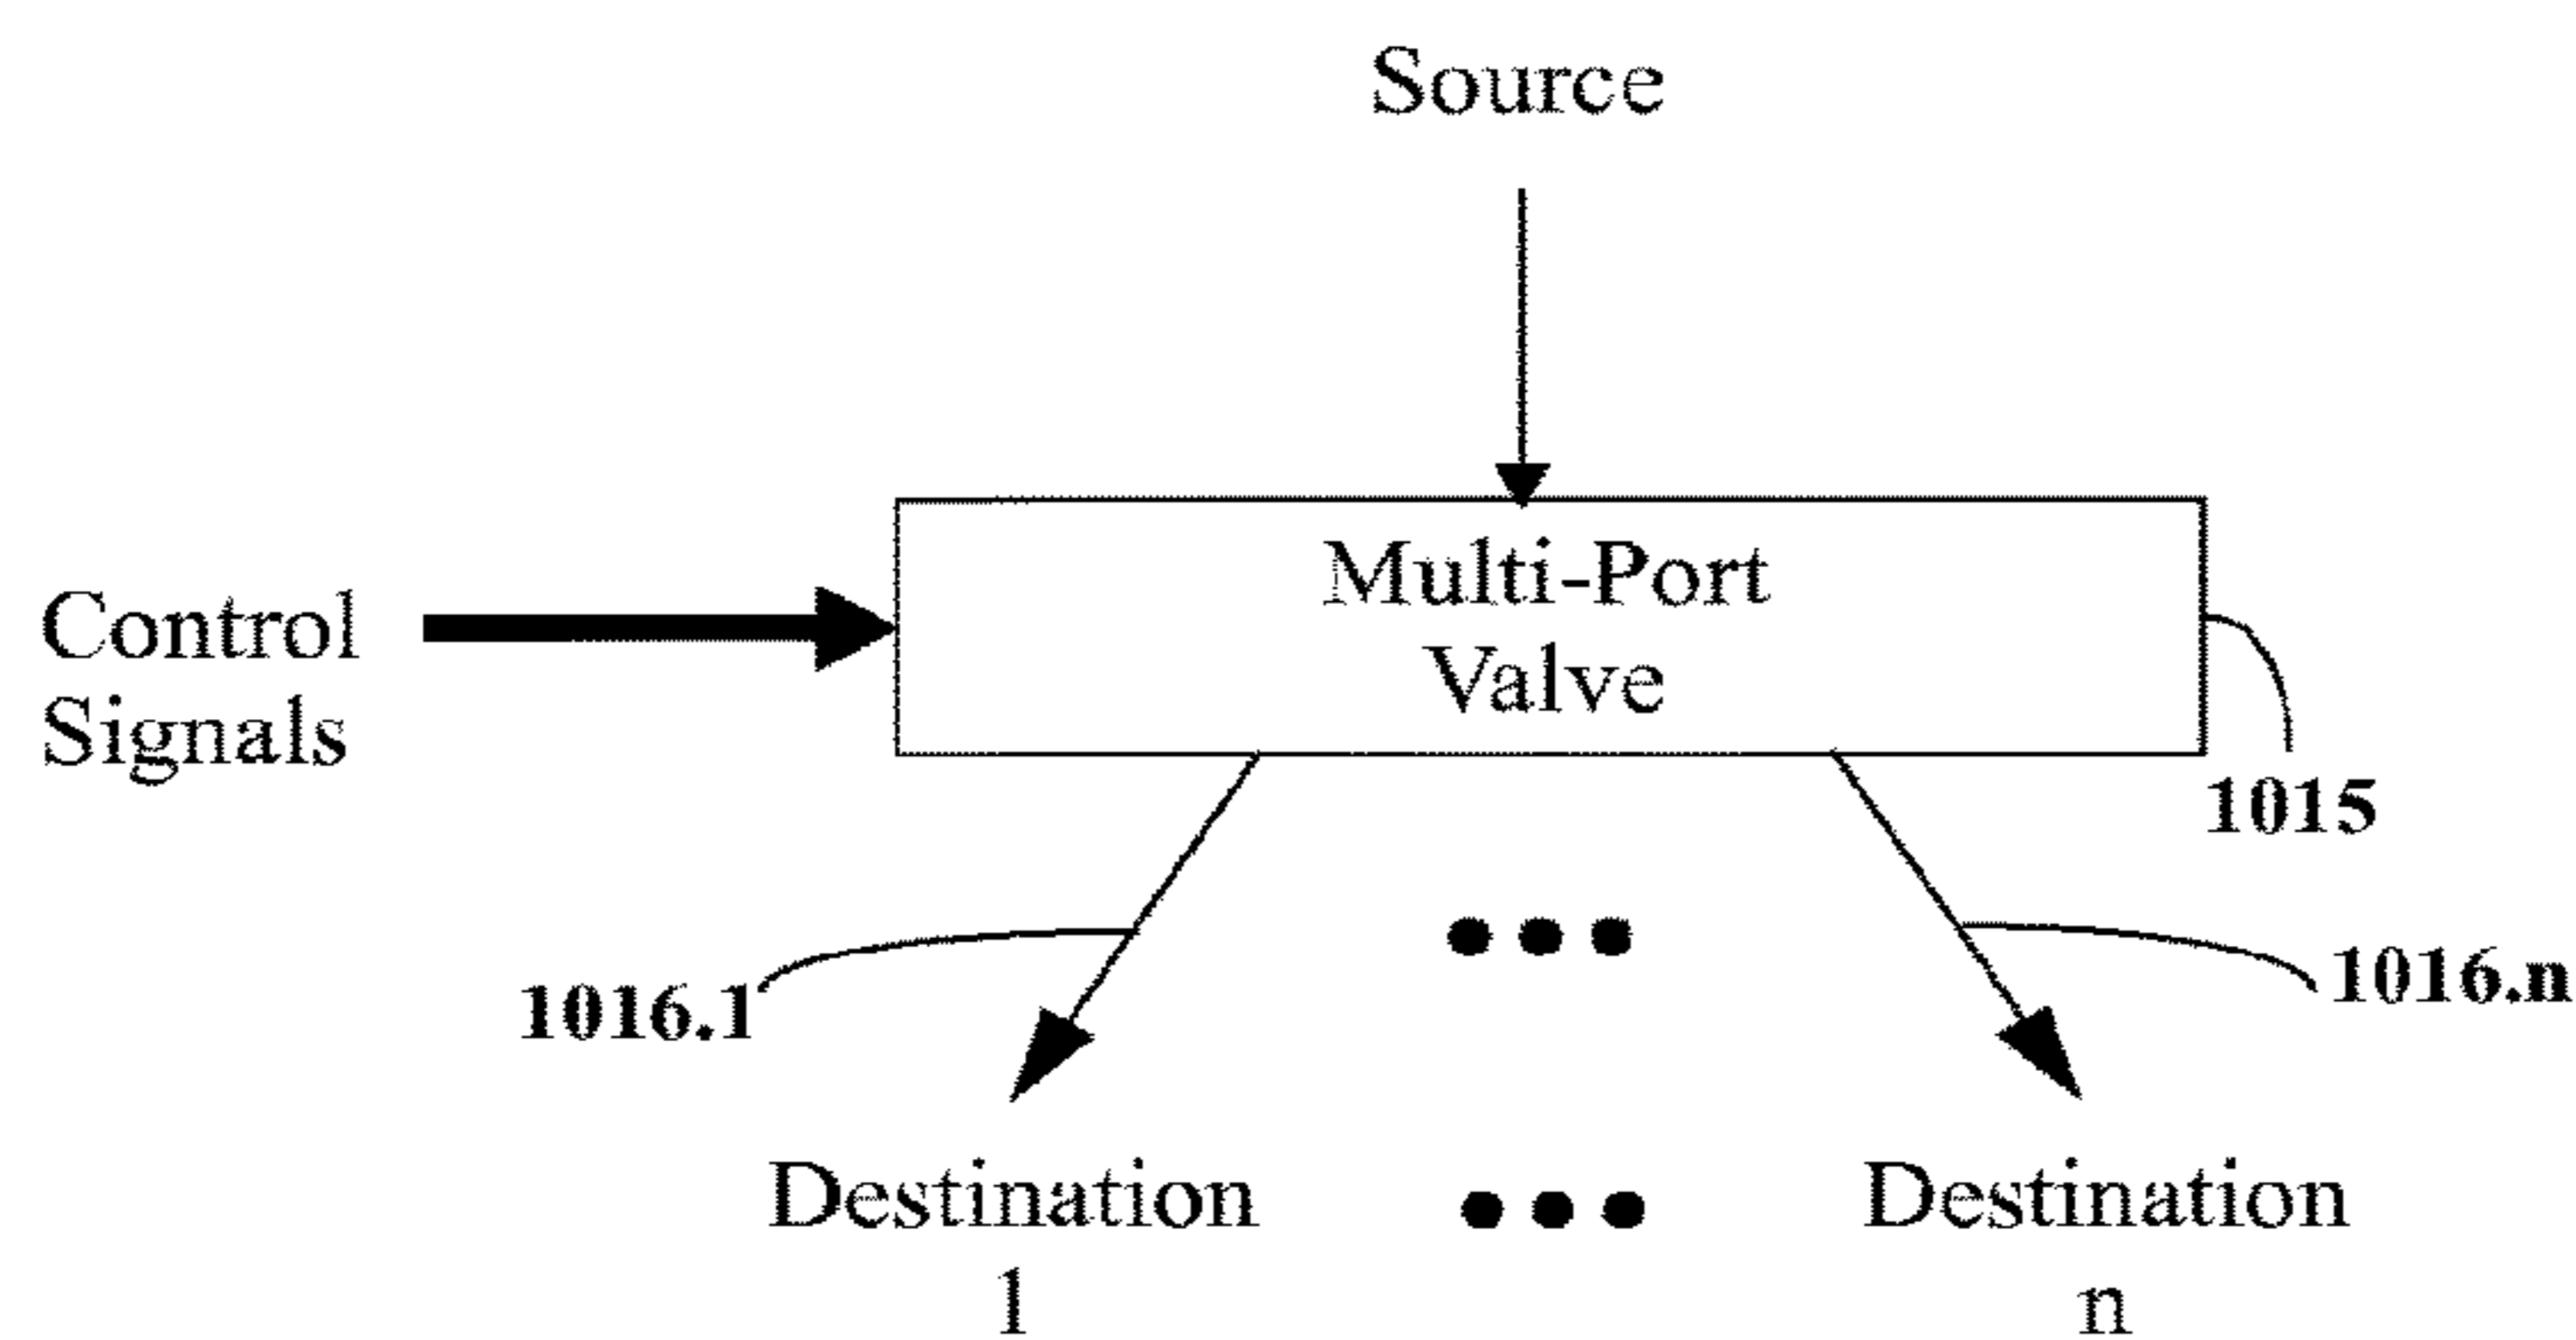 Source
Multi-Port
Valve
Control
Signals
1015
1016.1
1016.n
Destination
1
Destination
n